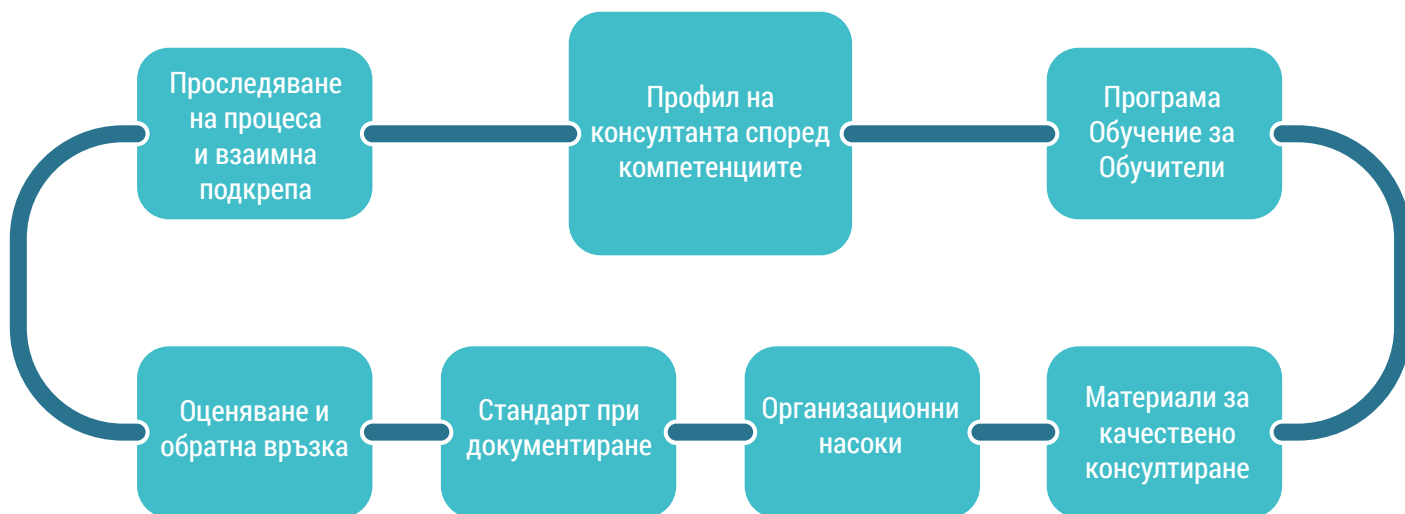 Проследяване
на процеса
и взаимна
подкрепа
Профил на
консултанта според
компетенциите
Програма
Обучение за
Обучители
Оценяване и
обратна връзка
Стандарт при
документиране
Организационни
насоки
Материали за
качествено
консултиране